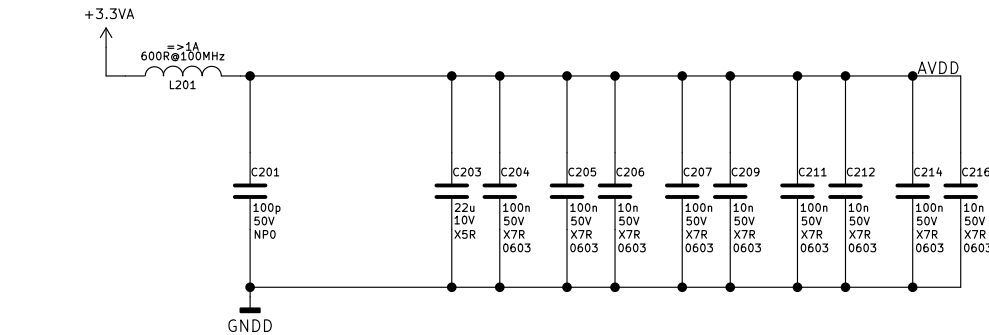 +3.3VA
=>1A
600R@100MHz
L201
AVDD
C201
100p
50V
NP0
C203
22u
10V
X5R
C204
100n
50V
X7R
0603
C205
100n
50V
X7R
0603
C206
10n
50V
X7R
0603
C207
100n
50V
X7R
0603
C209
10n
50V
X7R
0603
C211
100n
50V
X7R
0603
C212
10n
50V
X7R
0603
C214
100n
50V
X7R
0603
C216
10n
50V
X7R
0603
GNDD